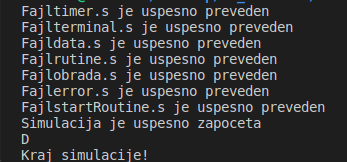 Fajltimer.s je uspesno preveden
Fajlterminal.s je uspesno preveden
Fajldata.s je uspesno preveden
Fajlrutine.s je uspesno preveden
Fajlobrada.s je uspesno preveden
Fajlerror.s je uspesno preveden
FajlstartRoutine.s je uspesno preveden
Simulacija je uspesno zapoceta
D
Kraj simulacije!